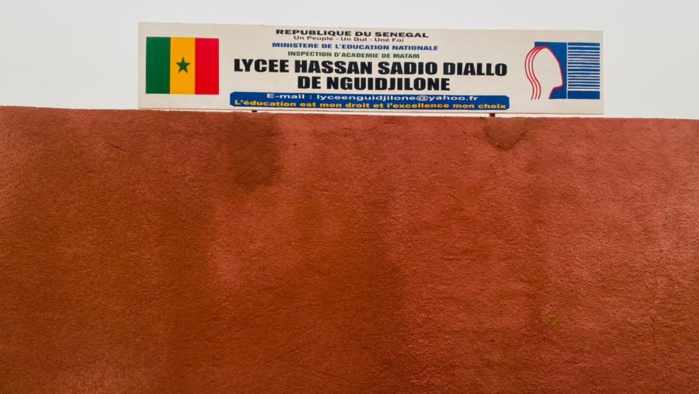 REPUBLIQUE DU SENEGAL
Un Peuple - Un But - Une Foi
MINISTERE DE L'EDUCATION NATIONALE
INSPECTION D'ACADEMIE DE MATAM
LYCEE HASSAN SADIO DIALLO
DE NGUIDJILONE
E-mail : lyceenguidjilone@yahoo.fr
L'éducation est mon droit et l'excellence mon choix